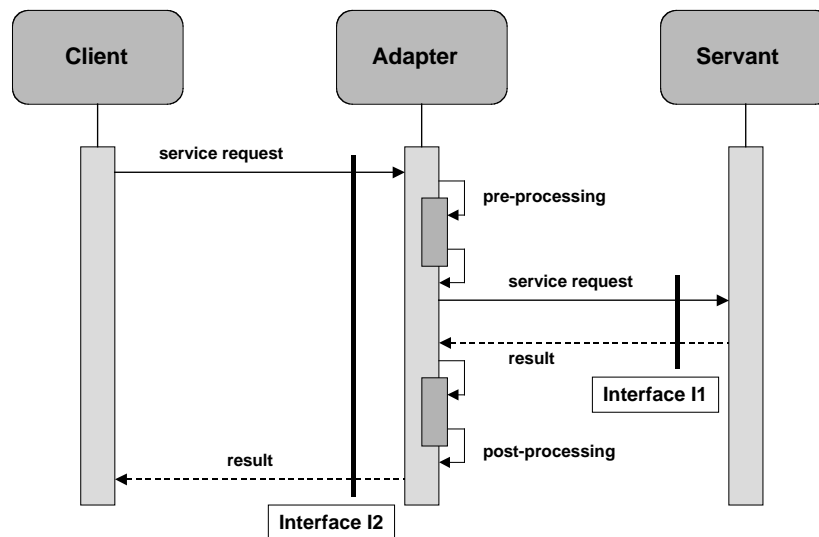 Client
Adapter
Servant
service request
pre-processing
service request
result
Interface I1
post-processing
result
Interface I2